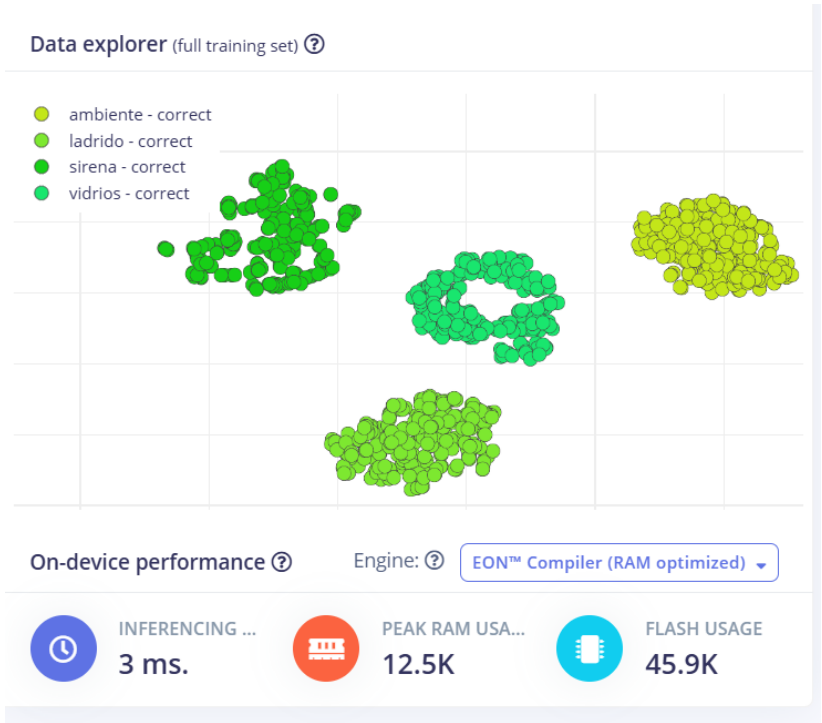 Data explorer (full training set) ?
ambiente - correct
ladrido - correct
sirena - correct
vidrios - correct
On-device performance ? Engine: ? EON™ Compiler (RAM optimized)
INFERENCING ... PEAK RAM USA... FLASH USAGE
3 ms. 12.5K 45.9K